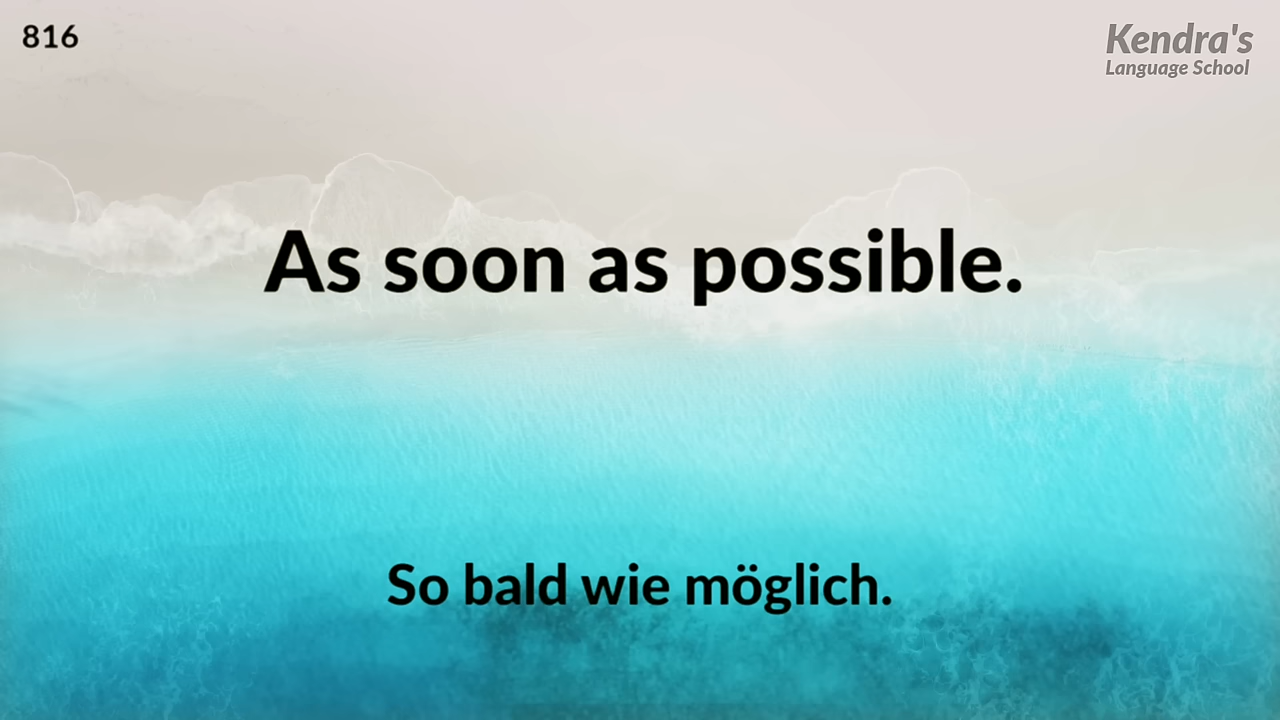 816
Kendra's
Language School
As soon as possible.
So bald wie möglich.